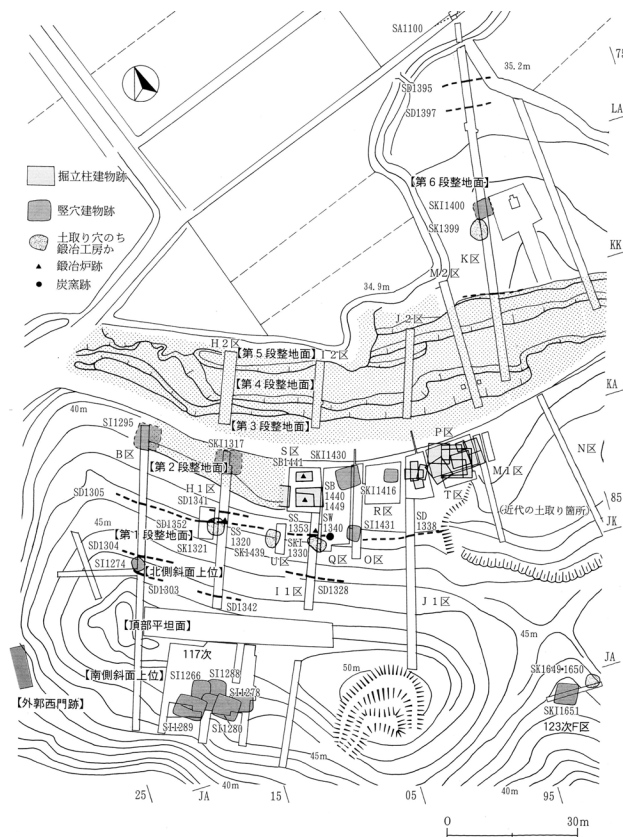 SA1100
35.2m
75
SD1395
SD1397
LA
掘立柱建物跡
竪穴建物跡
土取り穴のち
鍛冶工房か
鍛冶炉跡
炭窯跡
【第6段整地面】
SKI1400
SK1399
K区
KK
M2区
34.9m
J2区
H2区
【第5段整地面】
I2区
【第4段整地面】
KA
【第3段整地面】
40m
SI1295
B区
SKI1317
S区
SKI1430
SB1441
P区
N区
【第2段整地面】
H1区
M1区
SD1305
SD1341
SB
1440
1449
SKI1416
R区
T区
85
45m
SD1352
SS
1320
SS
1353
SW
1340
SI1431
SD
1338
(近代の土取り箇所)
JK
【第1段整地面】
SD1304
SK1321
SK1439
SKI
1330
U区
Q区
O区
SI1274
【北側斜面上位】
SD1303
SD1342
I1区
SD1328
J1区
【頂部平坦面】
45m
117次
50m
JA
【南側斜面上位】
SI1266
SI1288
SI1278
SK1649・1650
【外郭西門跡】
SKI1651
SI1289
SI1280
123次F区
45m
40m
40m
25
JA
15
05
95
0
30m